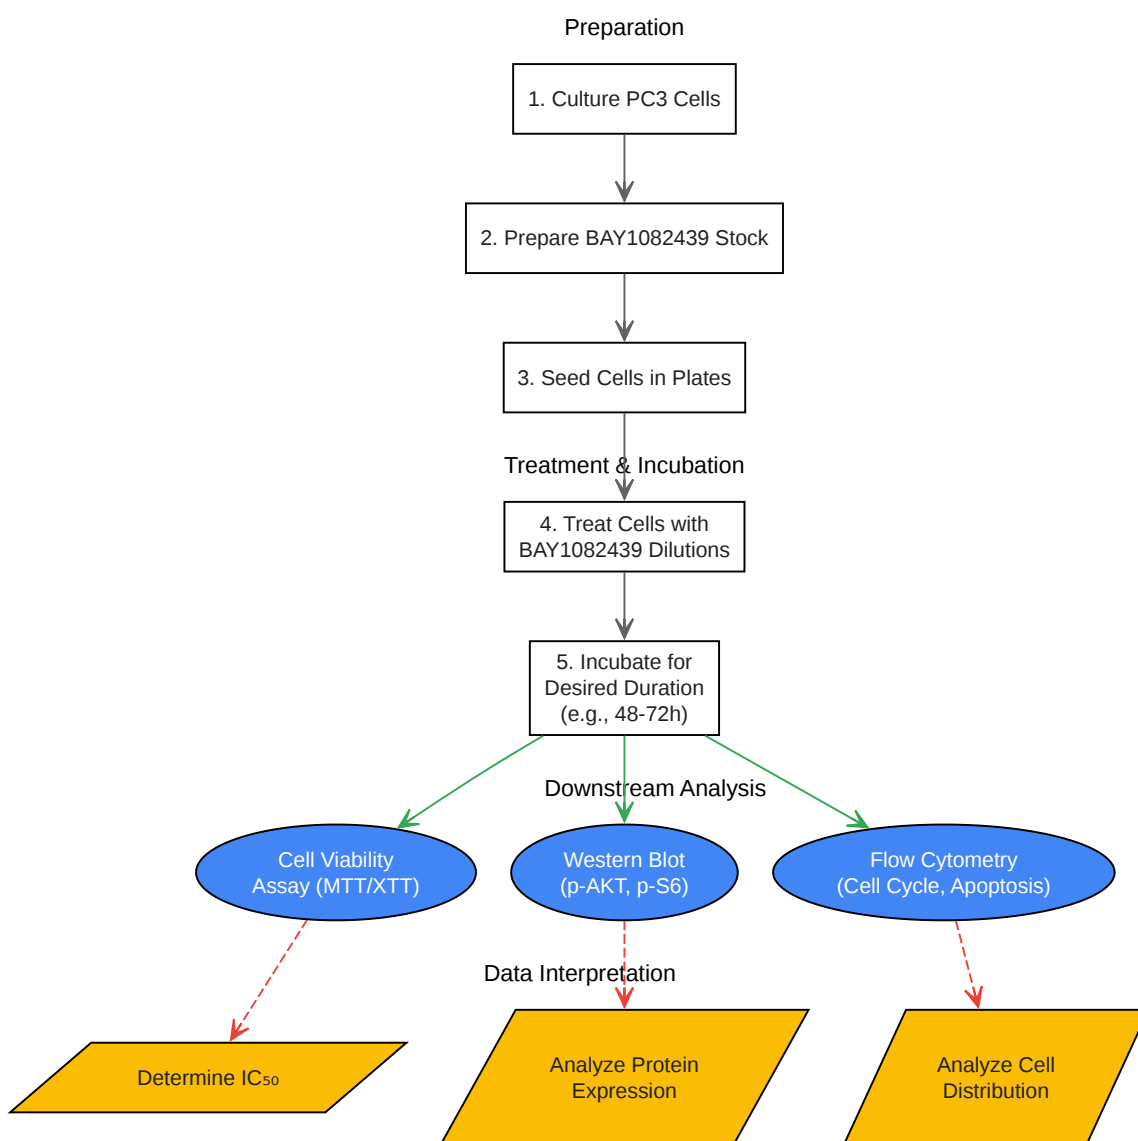 Preparation
1. Culture PC3 Cells
2. Prepare BAY1082439 Stock
3. Seed Cells in Plates
Treatment & Incubation
4. Treat Cells with
BAY1082439 Dilutions
5. Incubate for
Desired Duration
(e.g., 48-72h)
Downstream Analysis
Cell Viability
Assay (MTT/XTT)
Western Blot
(p-AKT, p-S6)
Flow Cytometry
(Cell Cycle, Apoptosis)
Data Interpretation
Determine IC₅₀
Analyze Protein
Expression
Analyze Cell
Distribution